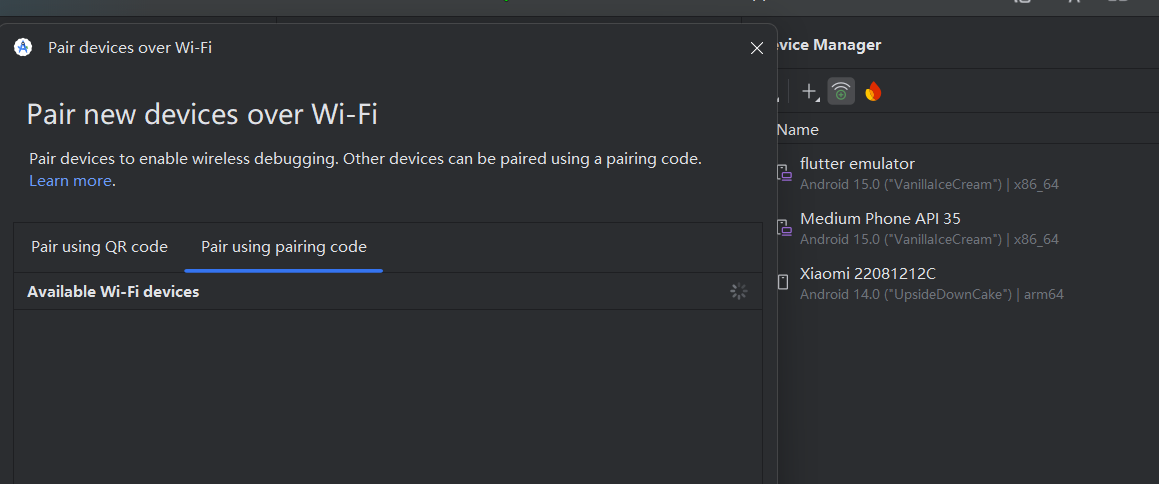 Pair devices over Wi-Fi
Pair new devices over Wi-Fi
Pair devices to enable wireless debugging. Other devices can be paired using a pairing code.
Learn more.
Pair using QR code
Pair using pairing code
Available Wi-Fi devices
evice Manager
Name
flutter emulator
Android 15.0 ("VanillaIceCream") | x86_64
Medium Phone API 35
Android 15.0 ("VanillaIceCream") | x86_64
Xiaomi 22081212C
Android 14.0 ("UpsideDownCake") | arm64